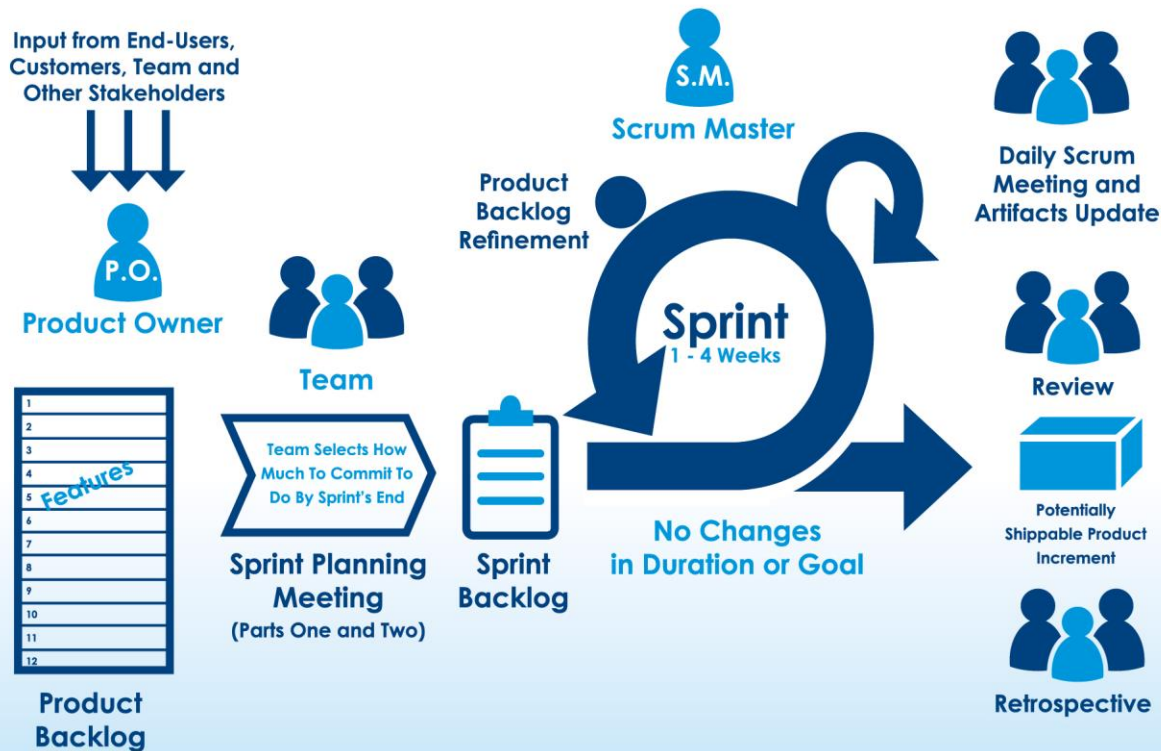 Input from End-Users,
Customers, Team and
Other Stakeholders
P.O.
Product Owner
1
2
3
4
5
6
7
8
9
10
11
12
Features
Product
Backlog
Team
Team Selects How
Much To Commit To
Do By Sprint's End
Sprint Planning
Meeting
(Parts One and Two)
Sprint
Backlog
S.M.
Scrum Master
Product
Backlog
Refinement
Sprint
1 - 4 Weeks
No Changes
in Duration or Goal
Daily Scrum
Meeting and
Artifacts Update
Review
Potentially
Shippable Product
Increment
Retrospective